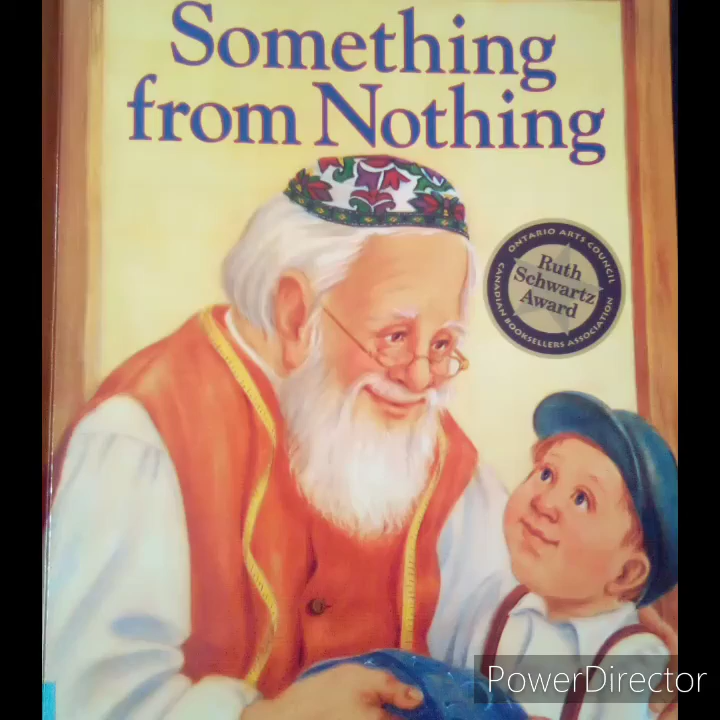 Something
from Nothing
ONTARIO ARTS COUNCIL
Ruth
Schwartz
Award
CANADIAN BOOKSELLERS ASSOCIATION
PowerDirector